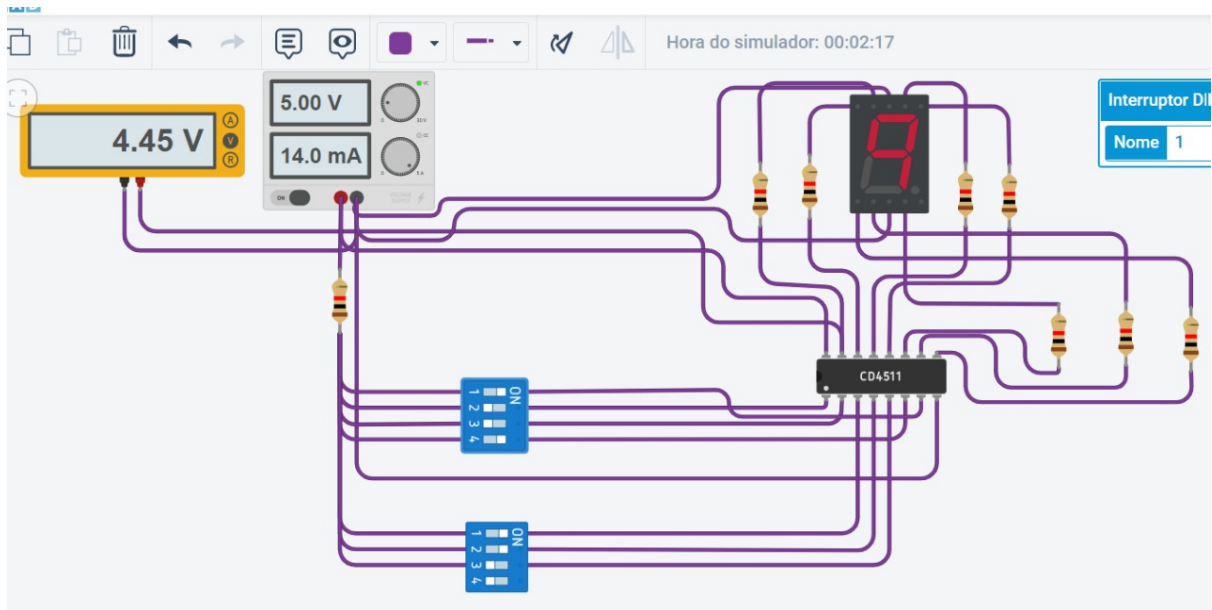 Hora do simulador: 00:02:17
4.45 V
A
V
R
5.00 V
14.0 mA
ON
Interruptor DI
Nome 1
9
CD4511
ON
1
2
3
4
ON
1
2
3
4